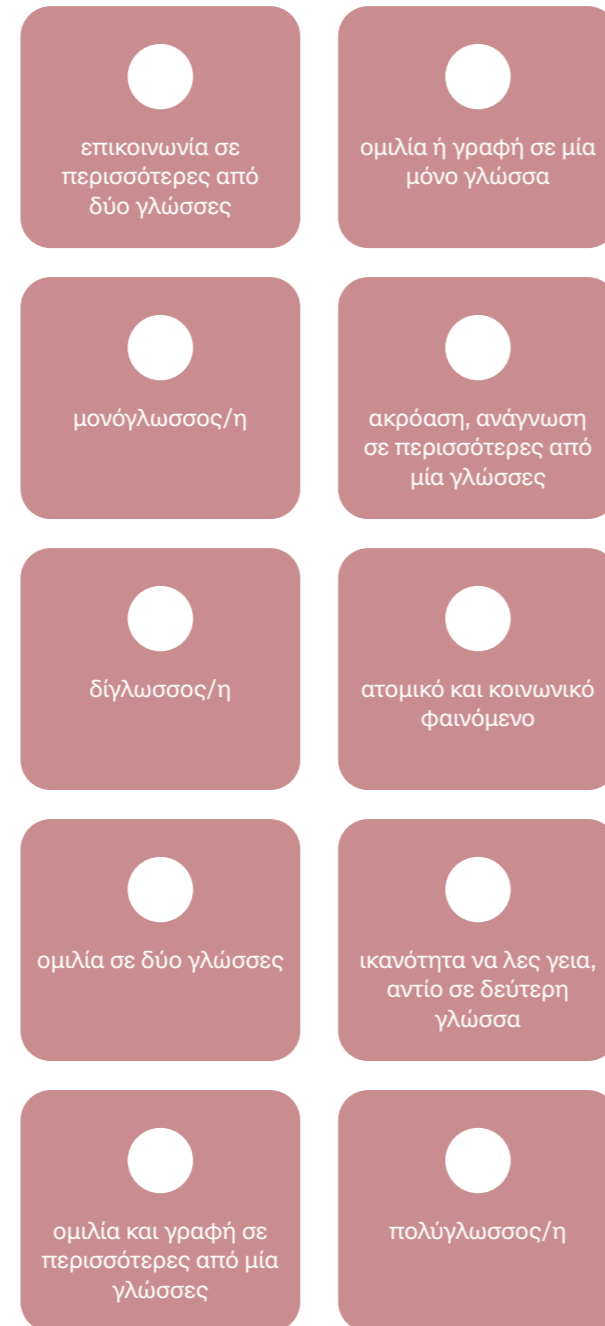 επικοινωνία σε
περισσότερες από
δύο γλώσσες
ομιλία ή γραφή σε μία
μόνο γλώσσα
μονόγλωσσος/η
ακρόαση, ανάγνωση
σε περισσότερες από
μία γλώσσες
δίγλωσσος/η
ατομικό και κοινωνικό
φαινόμενο
ομιλία σε δύο γλώσσες
ικανότητα να λες γεια,
αντίο σε δεύτερη
γλώσσα
ομιλία και γραφή σε
περισσότερες από μία
γλώσσες
πολύγλωσσος/η